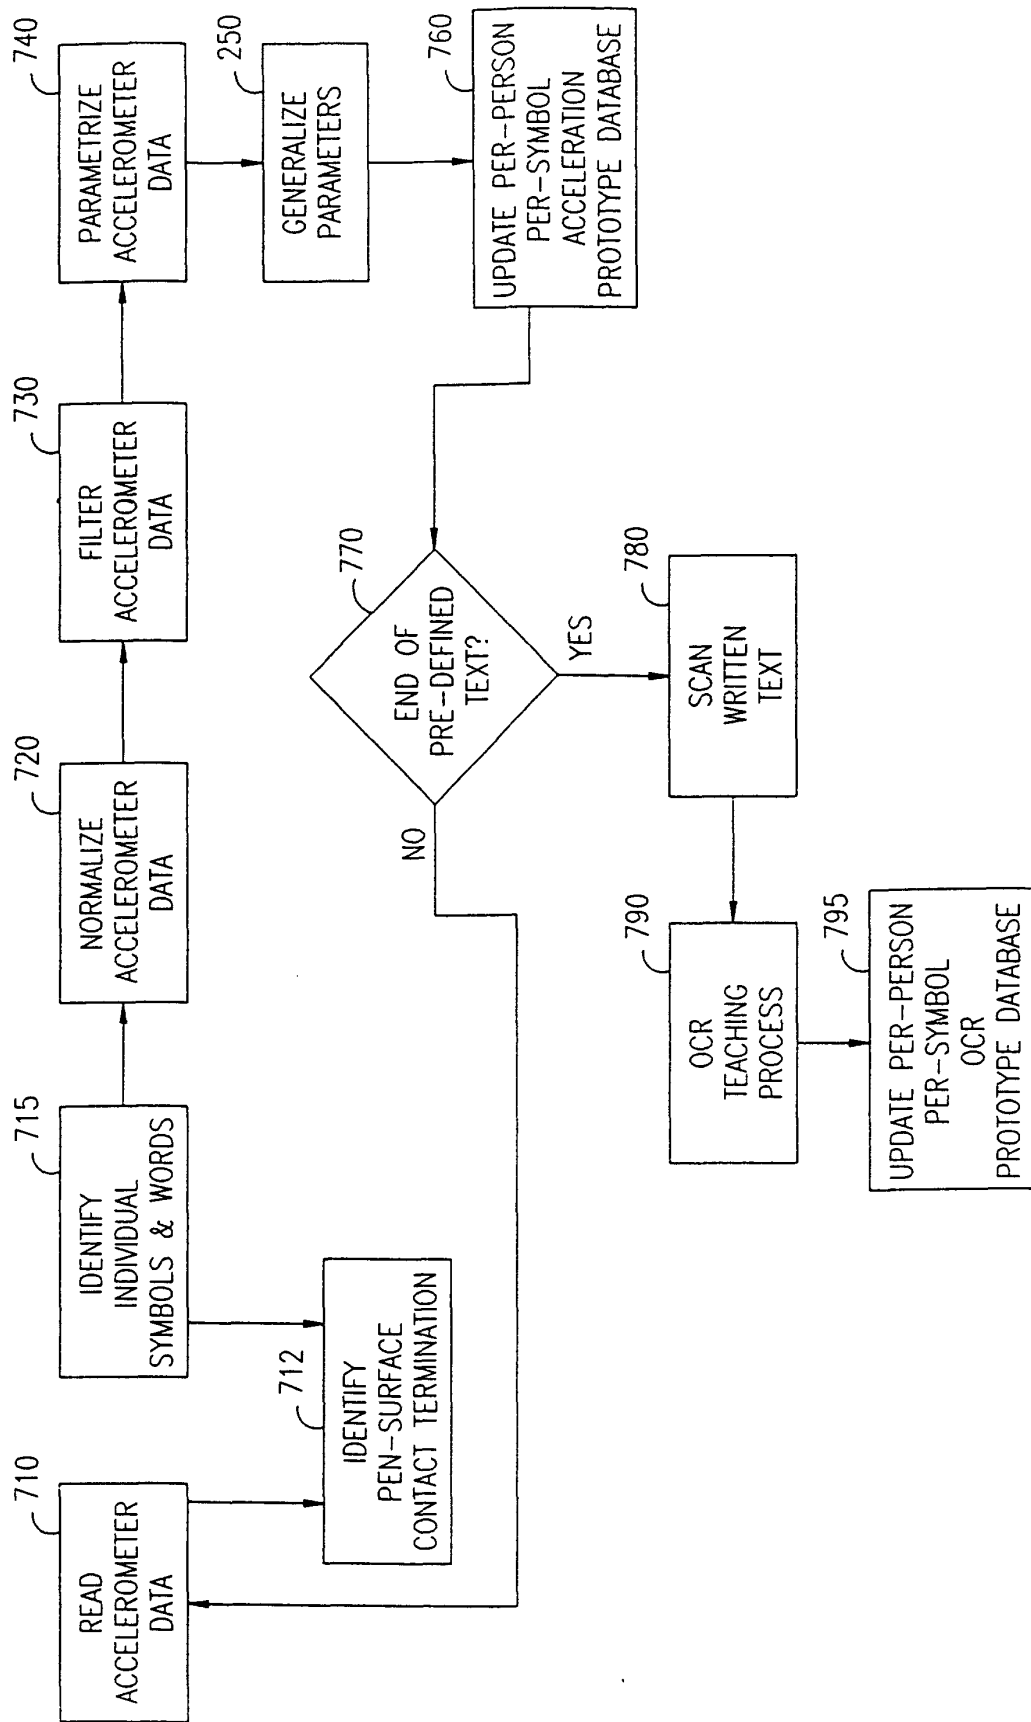 710
READ
ACCELEROMETER
DATA
712
IDENTIFY
PEN-SURFACE
CONTACT TERMINATION
715
IDENTIFY
INDIVIDUAL
SYMBOLS & WORDS
720
NORMALIZE
ACCELEROMETER
DATA
730
FILTER
ACCELEROMETER
DATA
740
PARAMETRIZE
ACCELEROMETER
DATA
250
GENERALIZE
PARAMETERS
760
UPDATE PER-PERSON
PER-SYMBOL
ACCELERATION
PROTOTYPE DATABASE
770
END OF
PRE-DEFINED
TEXT?
NO
YES
780
SCAN
WRITTEN
TEXT
790
OCR
TEACHING
PROCESS
795
UPDATE PER-PERSON
PER-SYMBOL
OCR
PROTOTYPE DATABASE